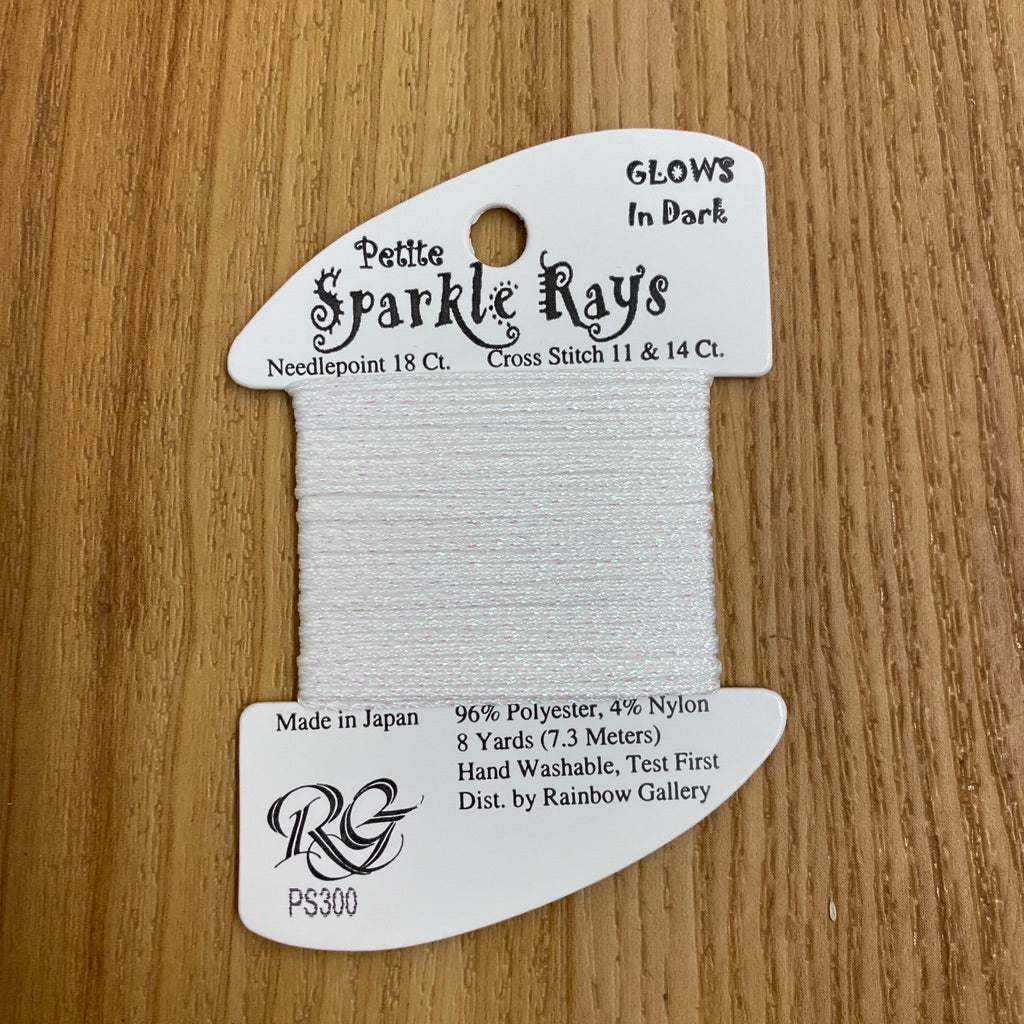 GLOWS
In Dark
Petite
Sparkle Rays
Needlepoint 18 Ct. Cross Stitch 11 & 14 Ct.
Made in Japan
96% Polyester, 4% Nylon
8 Yards (7.3 Meters)
Hand Washable, Test First
Dist. by Rainbow Gallery
RG
PS300